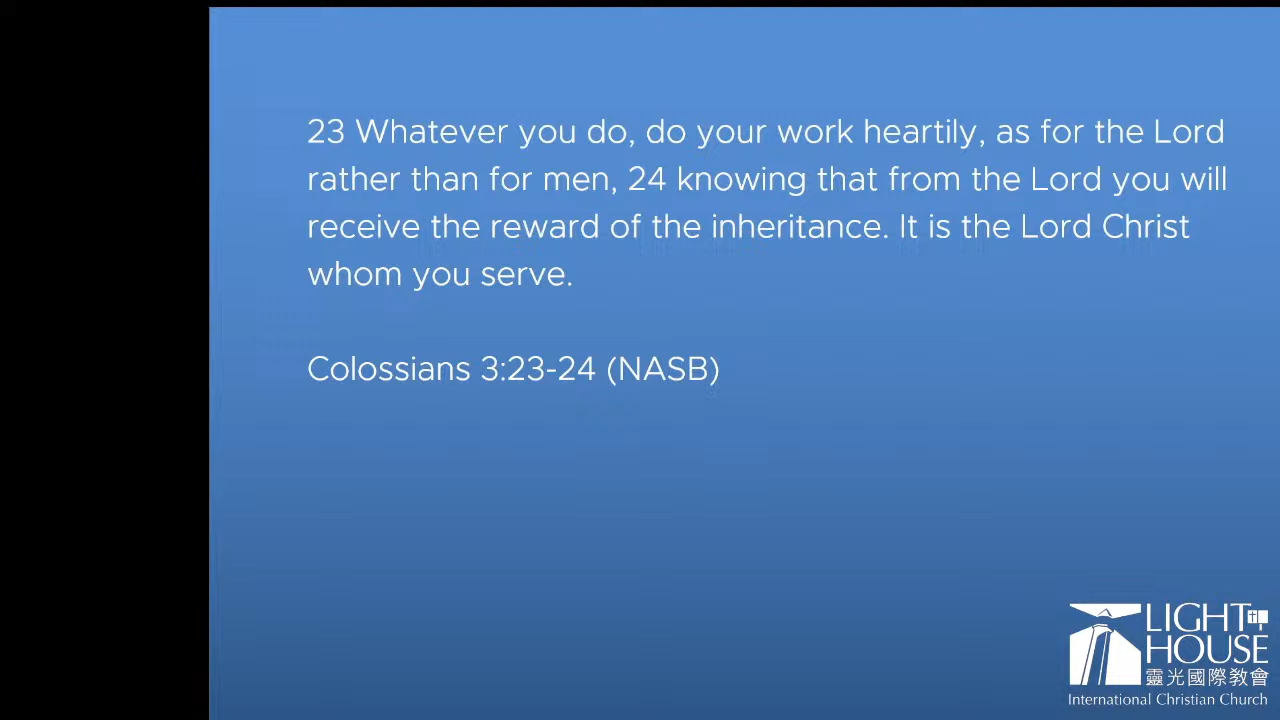 23 Whatever you do, do your work heartily, as for the Lord
rather than for men, 24 knowing that from the Lord you will
receive the reward of the inheritance. It is the Lord Christ
whom you serve.
Colossians 3:23-24 (NASB)
LIGHT
HOUSE
靈光國際教會
International Christian Church